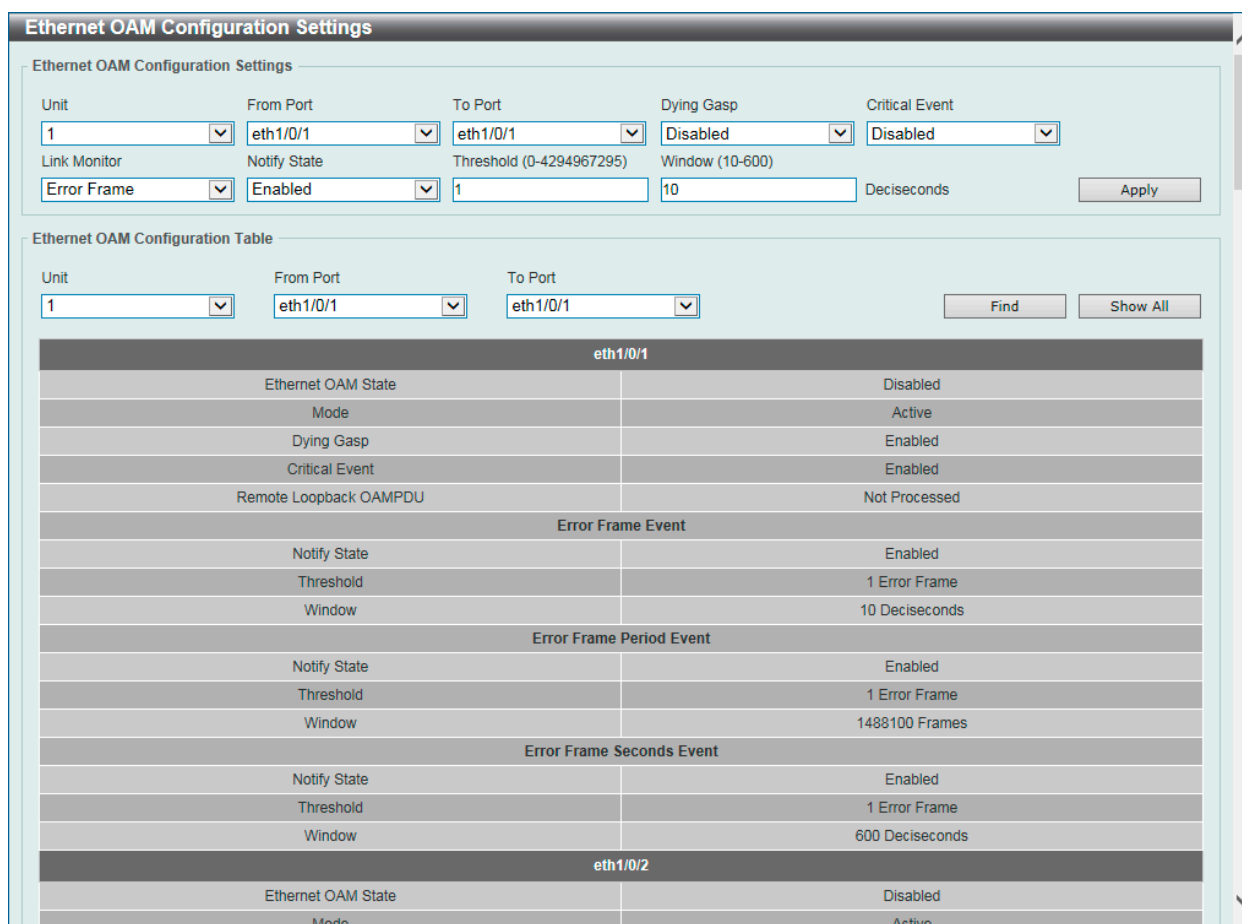 Ethernet OAM Configuration Settings
Ethernet OAM Configuration Settings
Unit From Port To Port Dying Gasp Critical Event
1 eth1/0/1 eth1/0/1 Disabled Disabled
Link Monitor Notify State Threshold (0-4294967295) Window (10-600)
Error Frame Enabled 1 10 Deciseconds Apply
Ethernet OAM Configuration Table
Unit From Port To Port
1 eth1/0/1 eth1/0/1 Find Show All
eth1/0/1
Ethernet OAM State Disabled
Mode Active
Dying Gasp Enabled
Critical Event Enabled
Remote Loopback OAMPDU Not Processed
Error Frame Event
Notify State Enabled
Threshold 1 Error Frame
Window 10 Deciseconds
Error Frame Period Event
Notify State Enabled
Threshold 1 Error Frame
Window 1488100 Frames
Error Frame Seconds Event
Notify State Enabled
Threshold 1 Error Frame
Window 600 Deciseconds
eth1/0/2
Ethernet OAM State Disabled
Mode Active